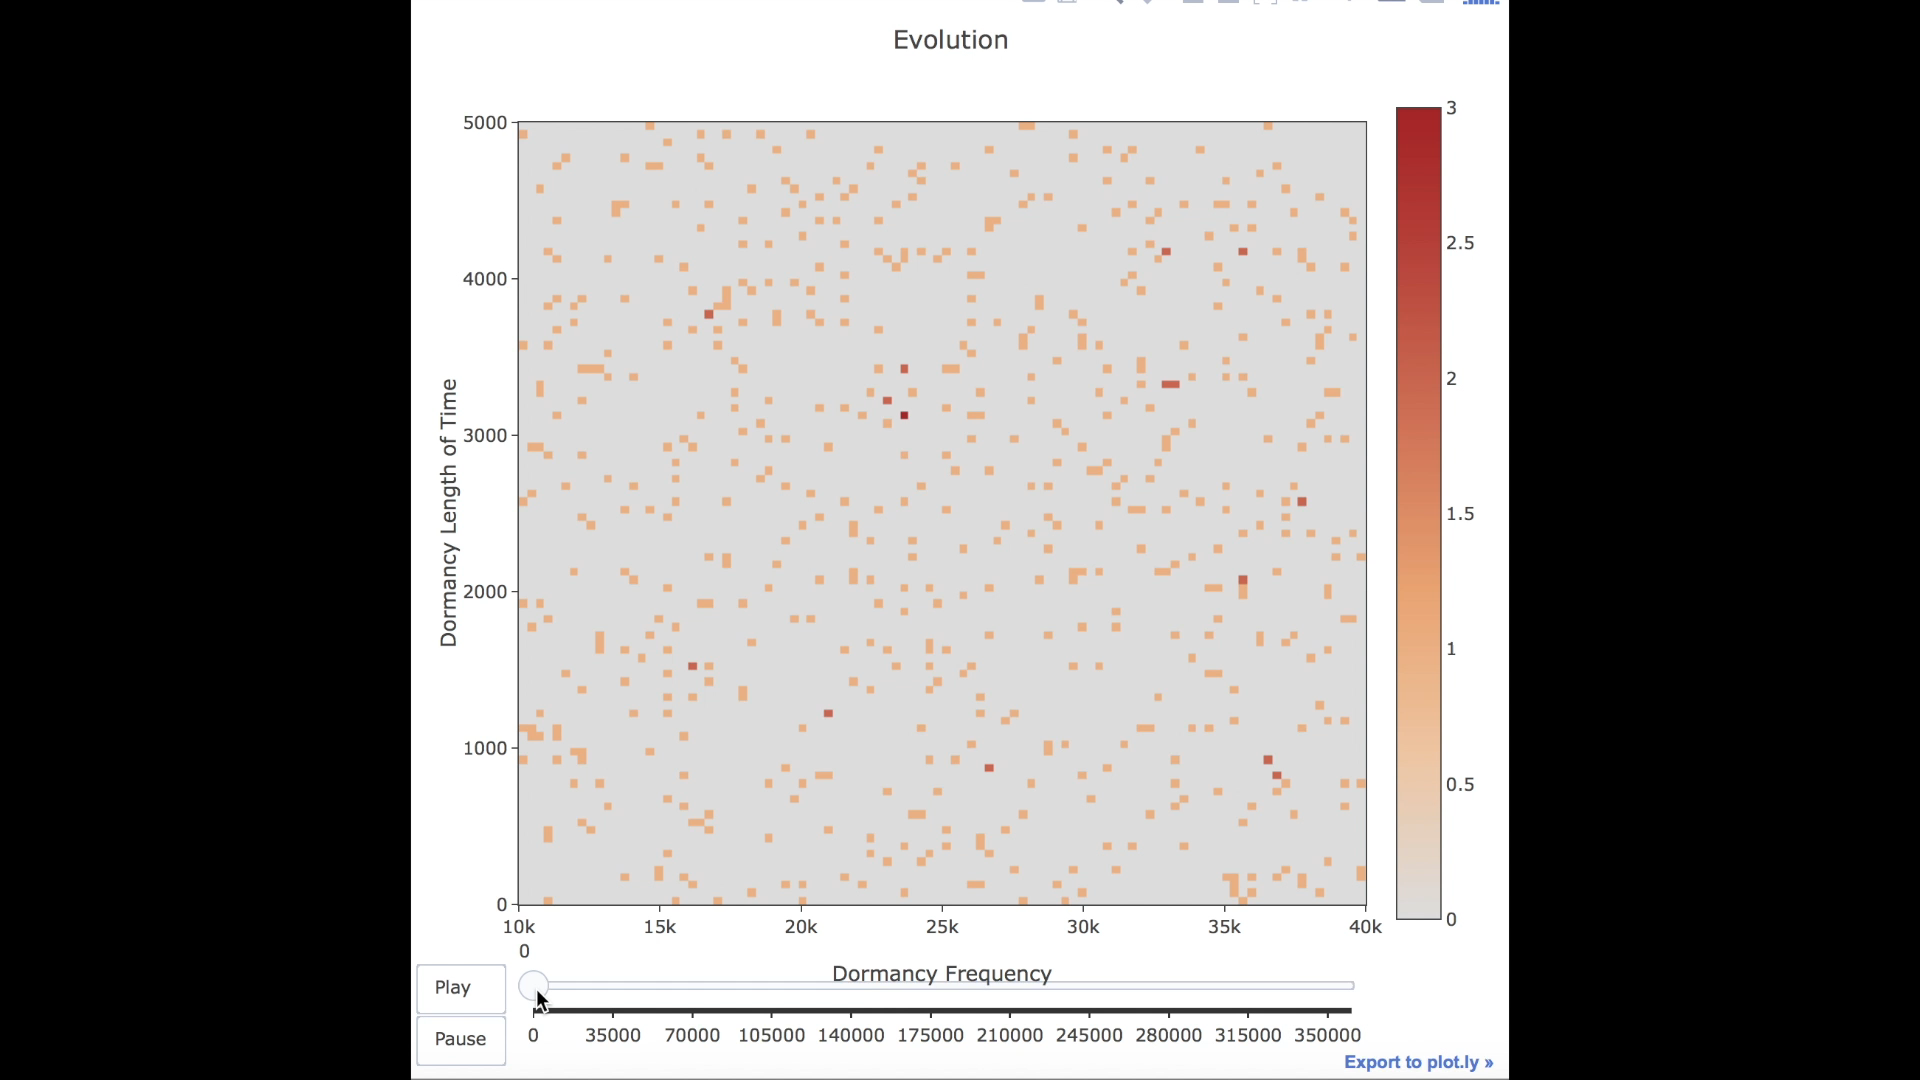 Evolution
5000
4000
3000
2000
1000
0
Dormancy Length of Time
10k 15k 20k 25k 30k 35k 40k
Dormancy Frequency
3
2.5
2
1.5
1
0.5
0
0
Play
Pause
0 35000 70000 105000 140000 175000 210000 245000 280000 315000 350000
Export to plot.ly »